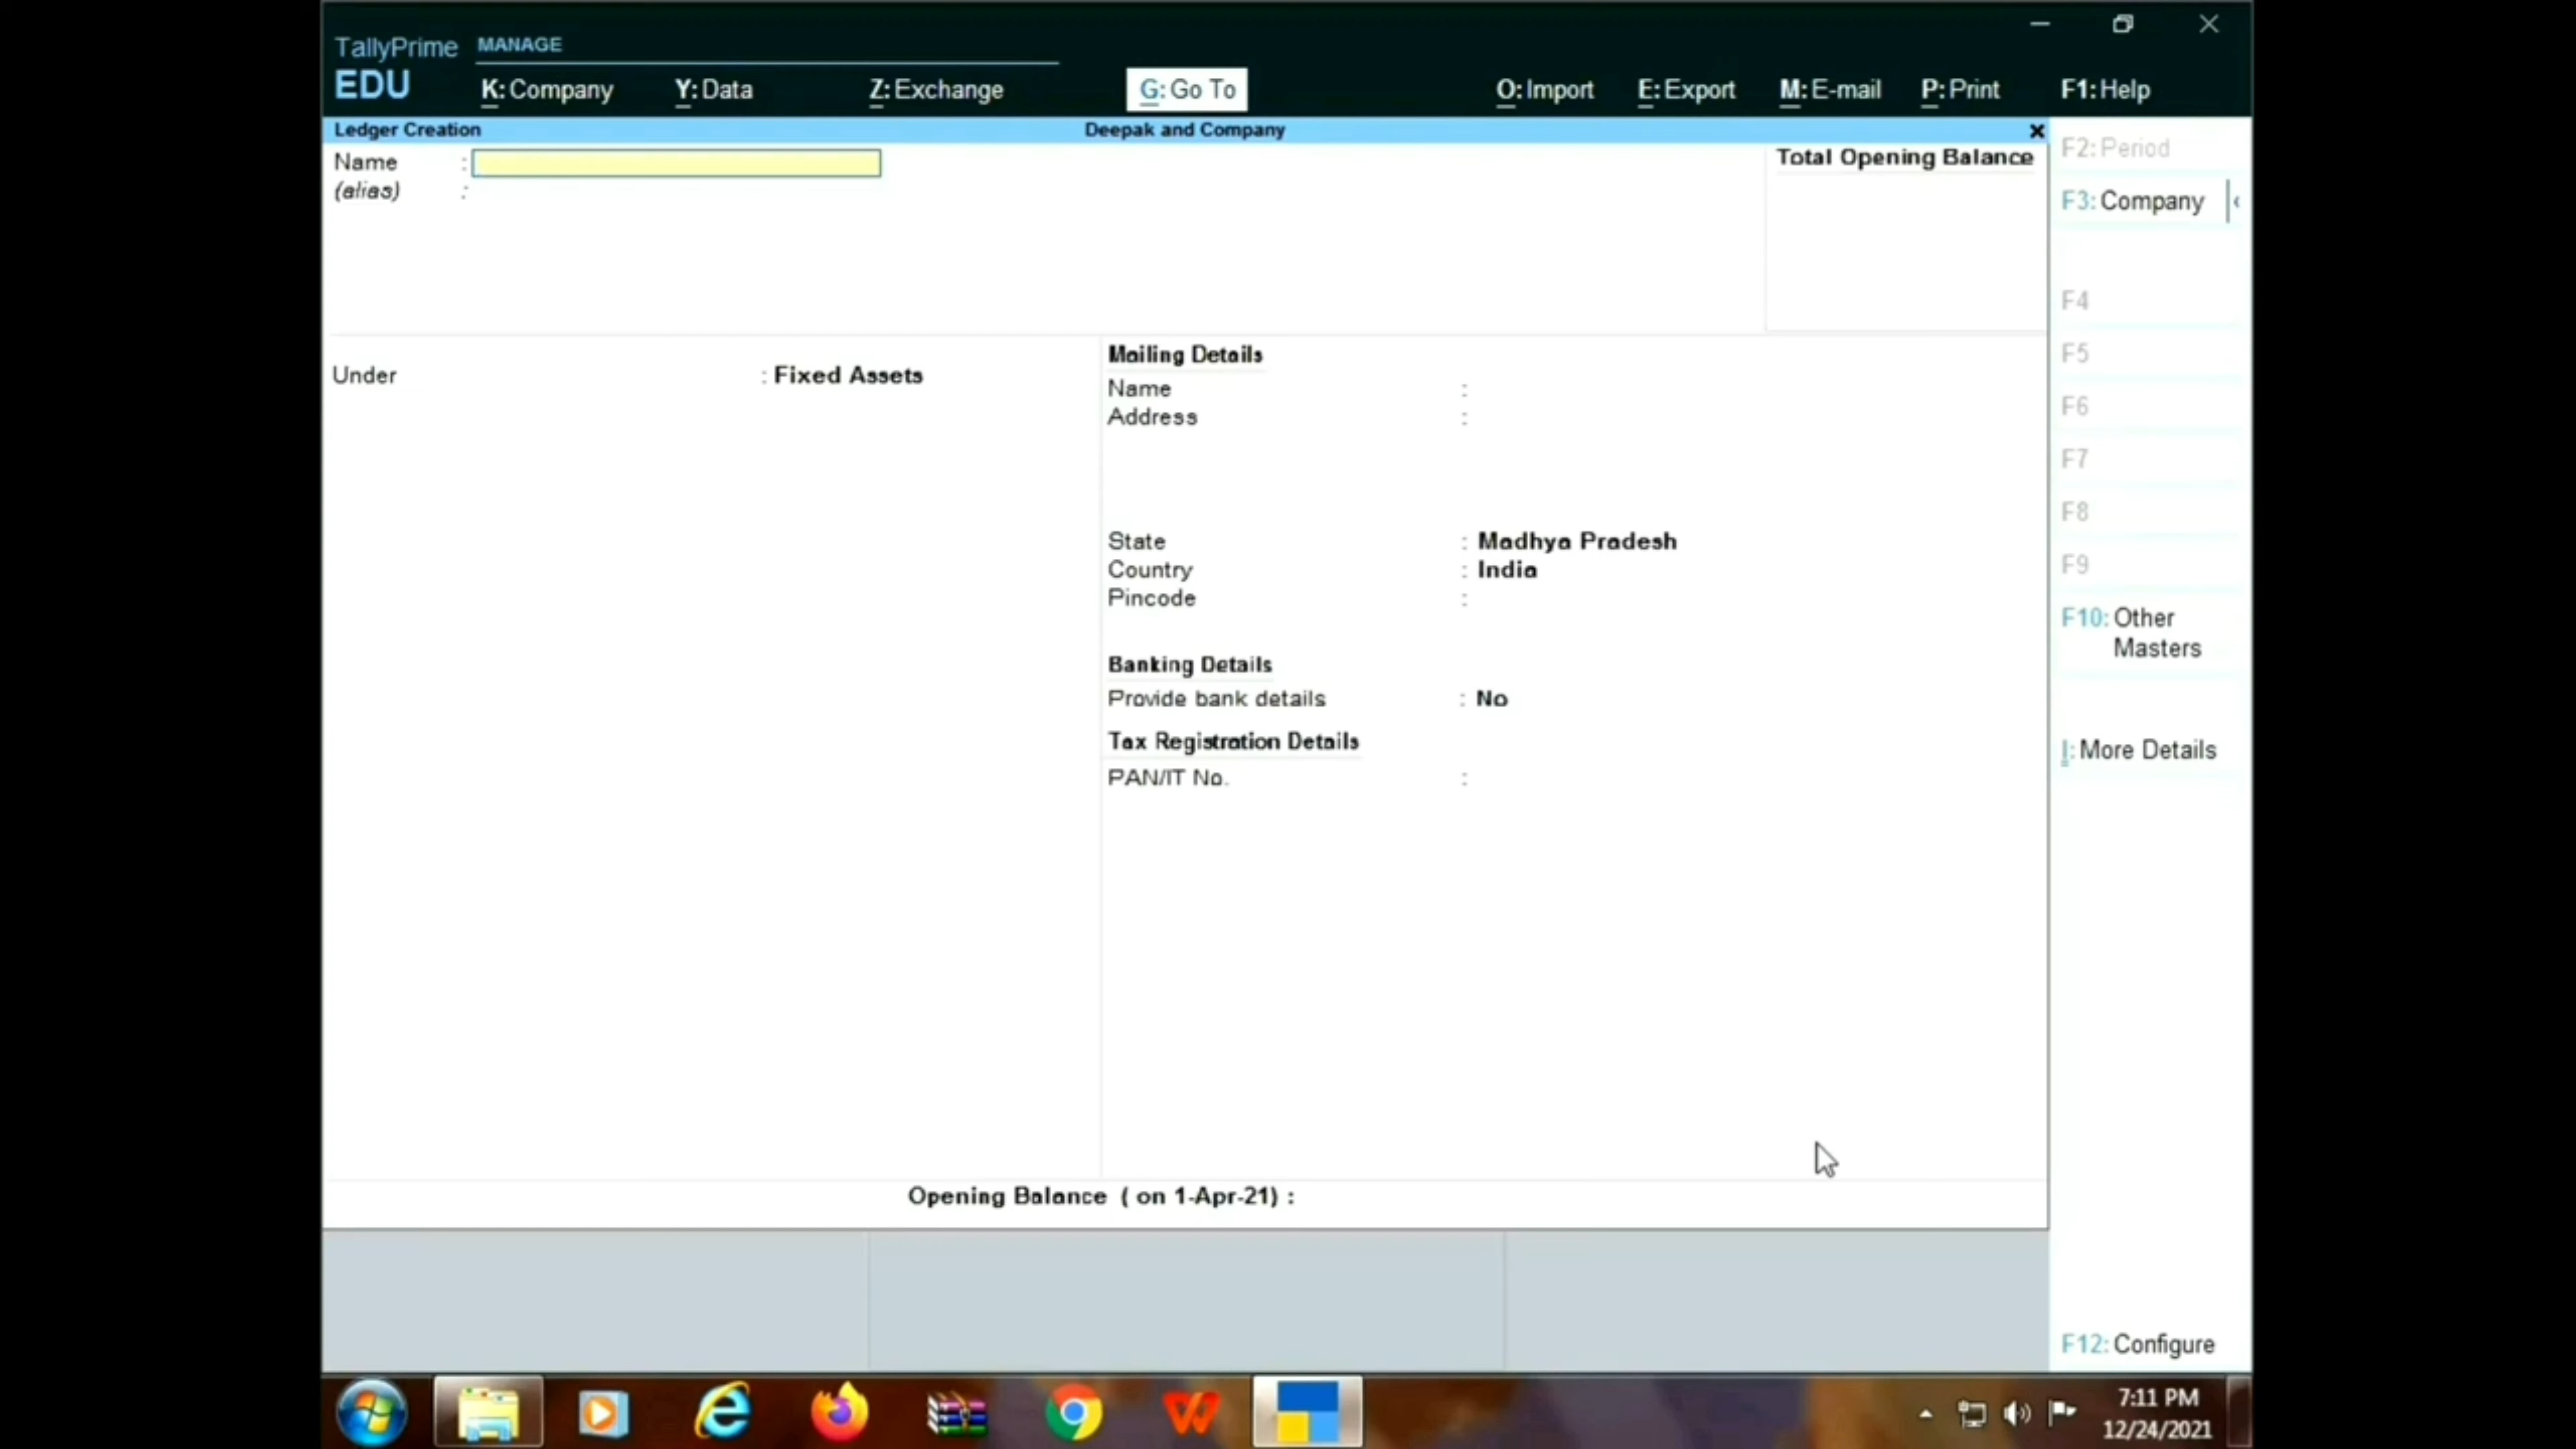 TallyPrime MANAGE
EDU K: Company Y: Data Z: Exchange G: Go To O: Import E: Export M: E-mail P: Print F1: Help
Ledger Creation Deepak and Company
Name :
(alias) :
Total Opening Balance
Under : Fixed Assets
Mailing Details
Name :
Address :
State : Madhya Pradesh
Country : India
Pincode :
Banking Details
Provide bank details : No
Tax Registration Details
PAN/IT No. :
Opening Balance ( on 1-Apr-21) :
F2: Period
F3: Company
F4
F5
F6
F7
F8
F9
F10: Other
Masters
I: More Details
F12: Configure
7:11 PM
12/24/2021